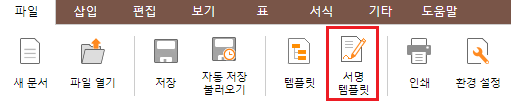 파일 삽입 편집 보기 표 서식 기타 도움말
새 문서 파일 열기 저장 자동 저장 불러오기 템플릿 서명 템플릿 인쇄 환경 설정